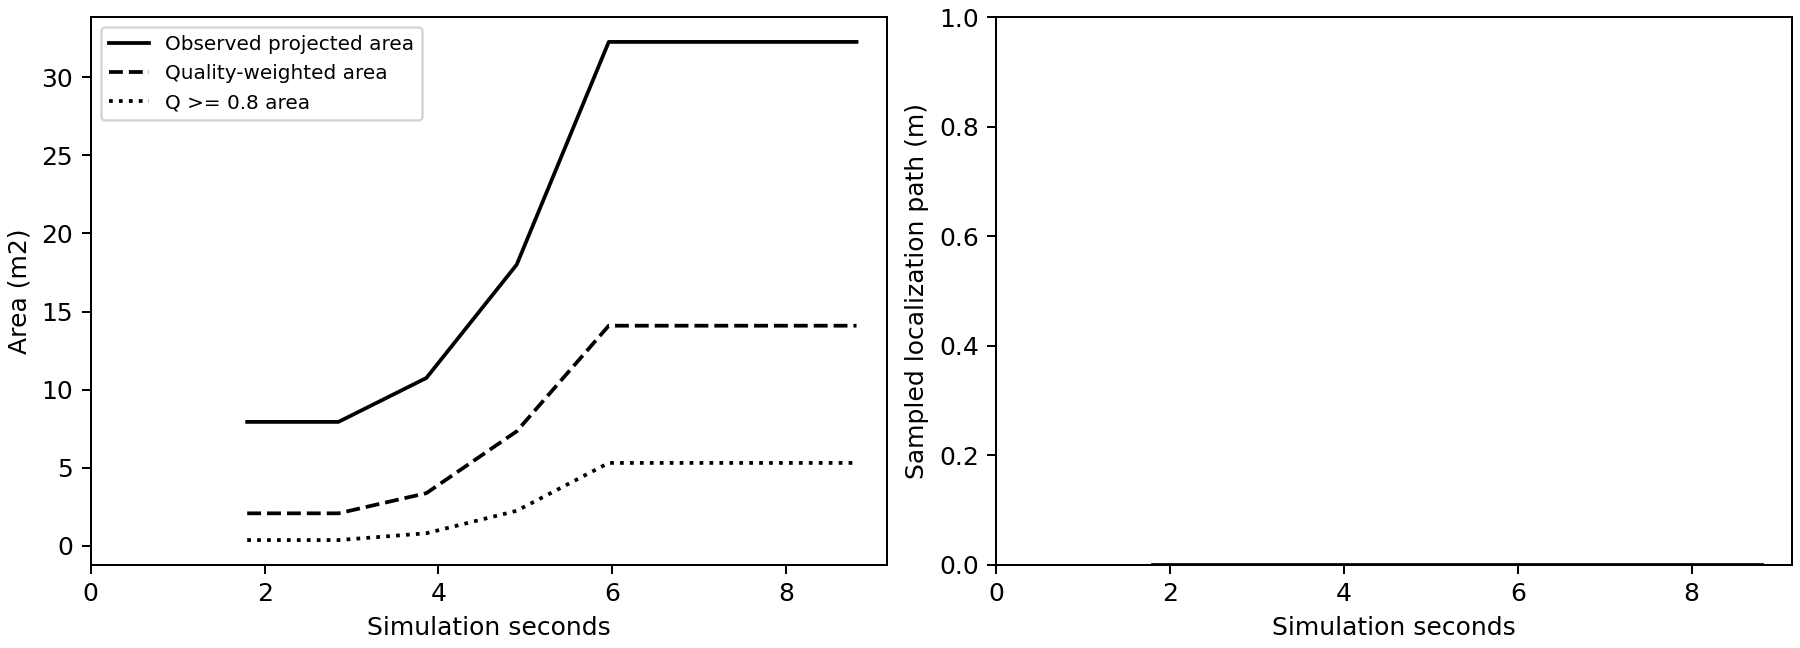 Observed projected area
Quality-weighted area
Q >= 0.8 area
Area (m2)
30
25
20
15
10
5
0
0 2 4 6 8
Simulation seconds
Sampled localization path (m)
1.0
0.8
0.6
0.4
0.2
0.0
0 2 4 6 8
Simulation seconds